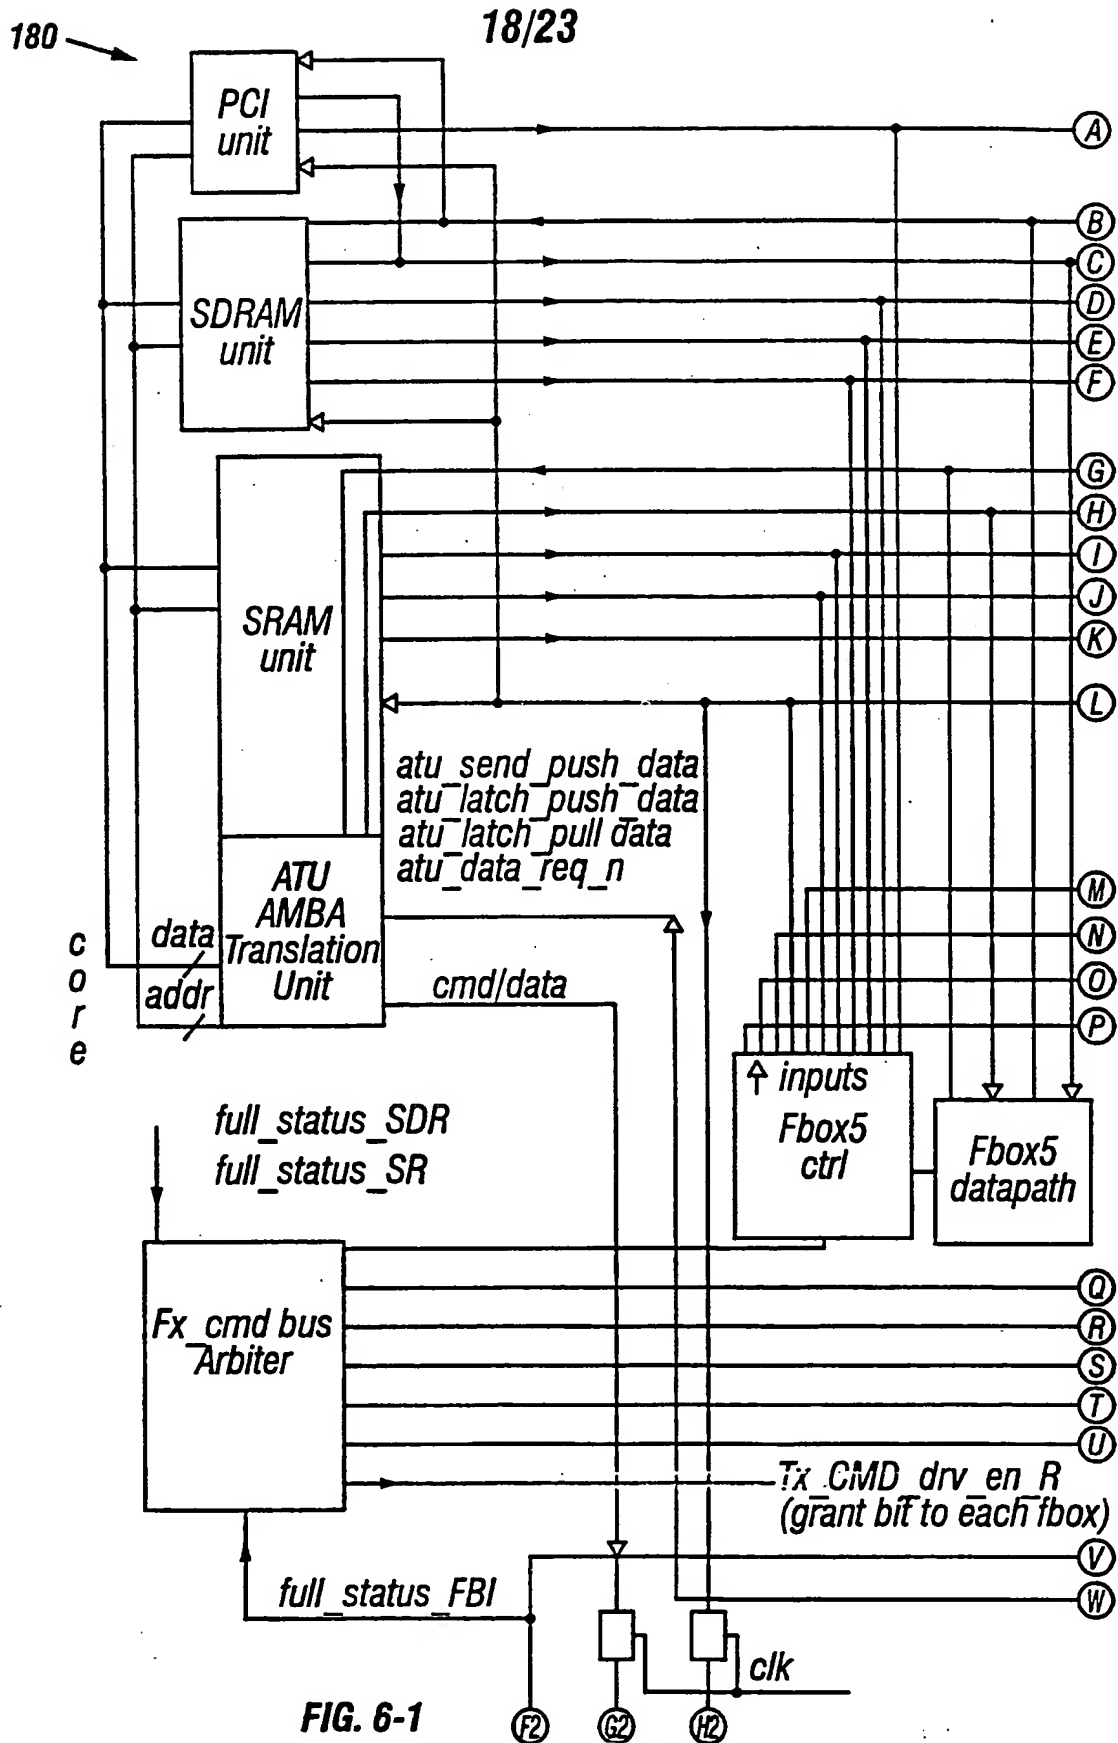 18/23
180
PCI
unit
A
B
C
SDRAM
unit
D
E
F
G
H
I
SRAM
unit
J
K
L
atu_send_push_data
atu_latch_push_data
atu_latch_pull data
atu_data_req_n
ATU
AMBA
Translation
Unit
core
data
addr
cmd/data
M
N
O
P
inputs
Fbox5
ctrl
Fbox5
datapath
full_status_SDR
full_status_SR
Fx_cmd bus
Arbiter
Q
R
S
T
U
Tx_CMD_drv_en_R
(grant bit to each fbox)
V
W
full_status_FBI
clk
FIG. 6-1
F2
G2
H2